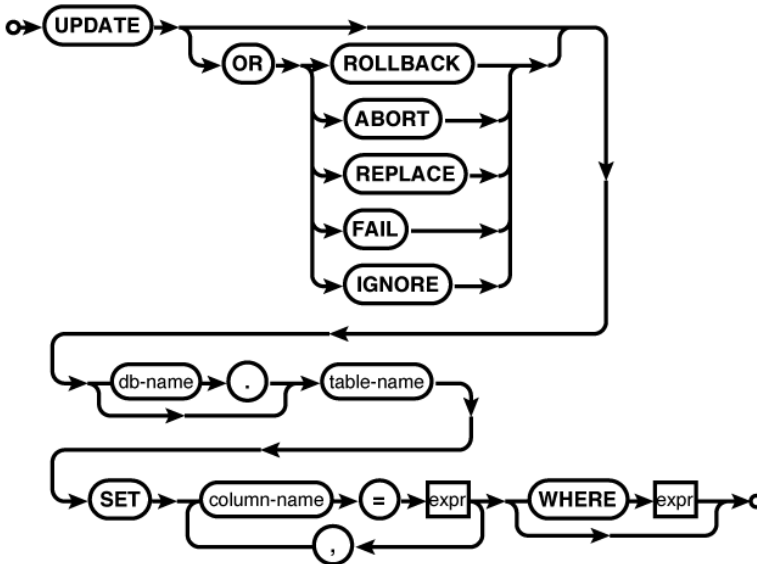 UPDATE
OR ROLLBACK
ABORT
REPLACE
FAIL
IGNORE
db-name . table-name
SET column-name = expr WHERE expr
,